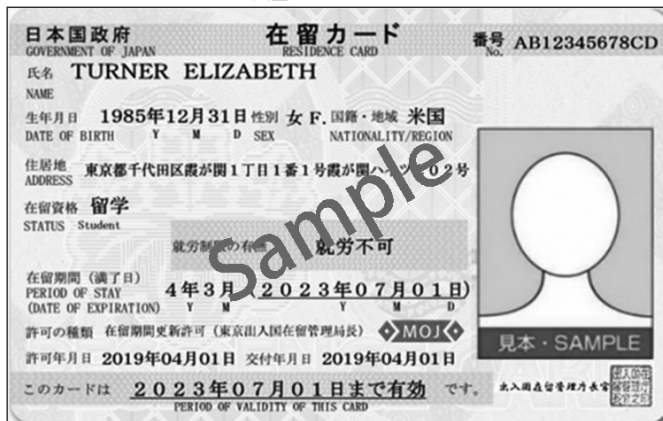 日本国政府 在留カード 番号 AB12345678CD
GOVERNMENT OF JAPAN RESIDENCE CARD No.
氏名 TURNER ELIZABETH
NAME
生年月日 1985年12月31日 性別 女 F. 国籍・地域 米国
DATE OF BIRTH Y M D SEX NATIONALITY/REGION
住居地 東京都千代田区霞が関1丁目1番1号霞が関ハイツ 02号
ADDRESS
在留資格 留学
STATUS Student
就労制限の有無 就労不可
在留期間(満了日) 4年3月(2023年07月01日)
PERIOD OF STAY Y M Y M D
(DATE OF EXPIRATION)
許可の種類 在留期間更新許可(東京出入国在留管理局長) MOJ
許可年月日 2019年04月01日 交付年月日 2019年04月01日
このカードは 2023年07月01日まで有効 です。
PERIOD OF VALIDITY OF THIS CARD
見本・SAMPLE
出入国在留管理庁長官
Sample